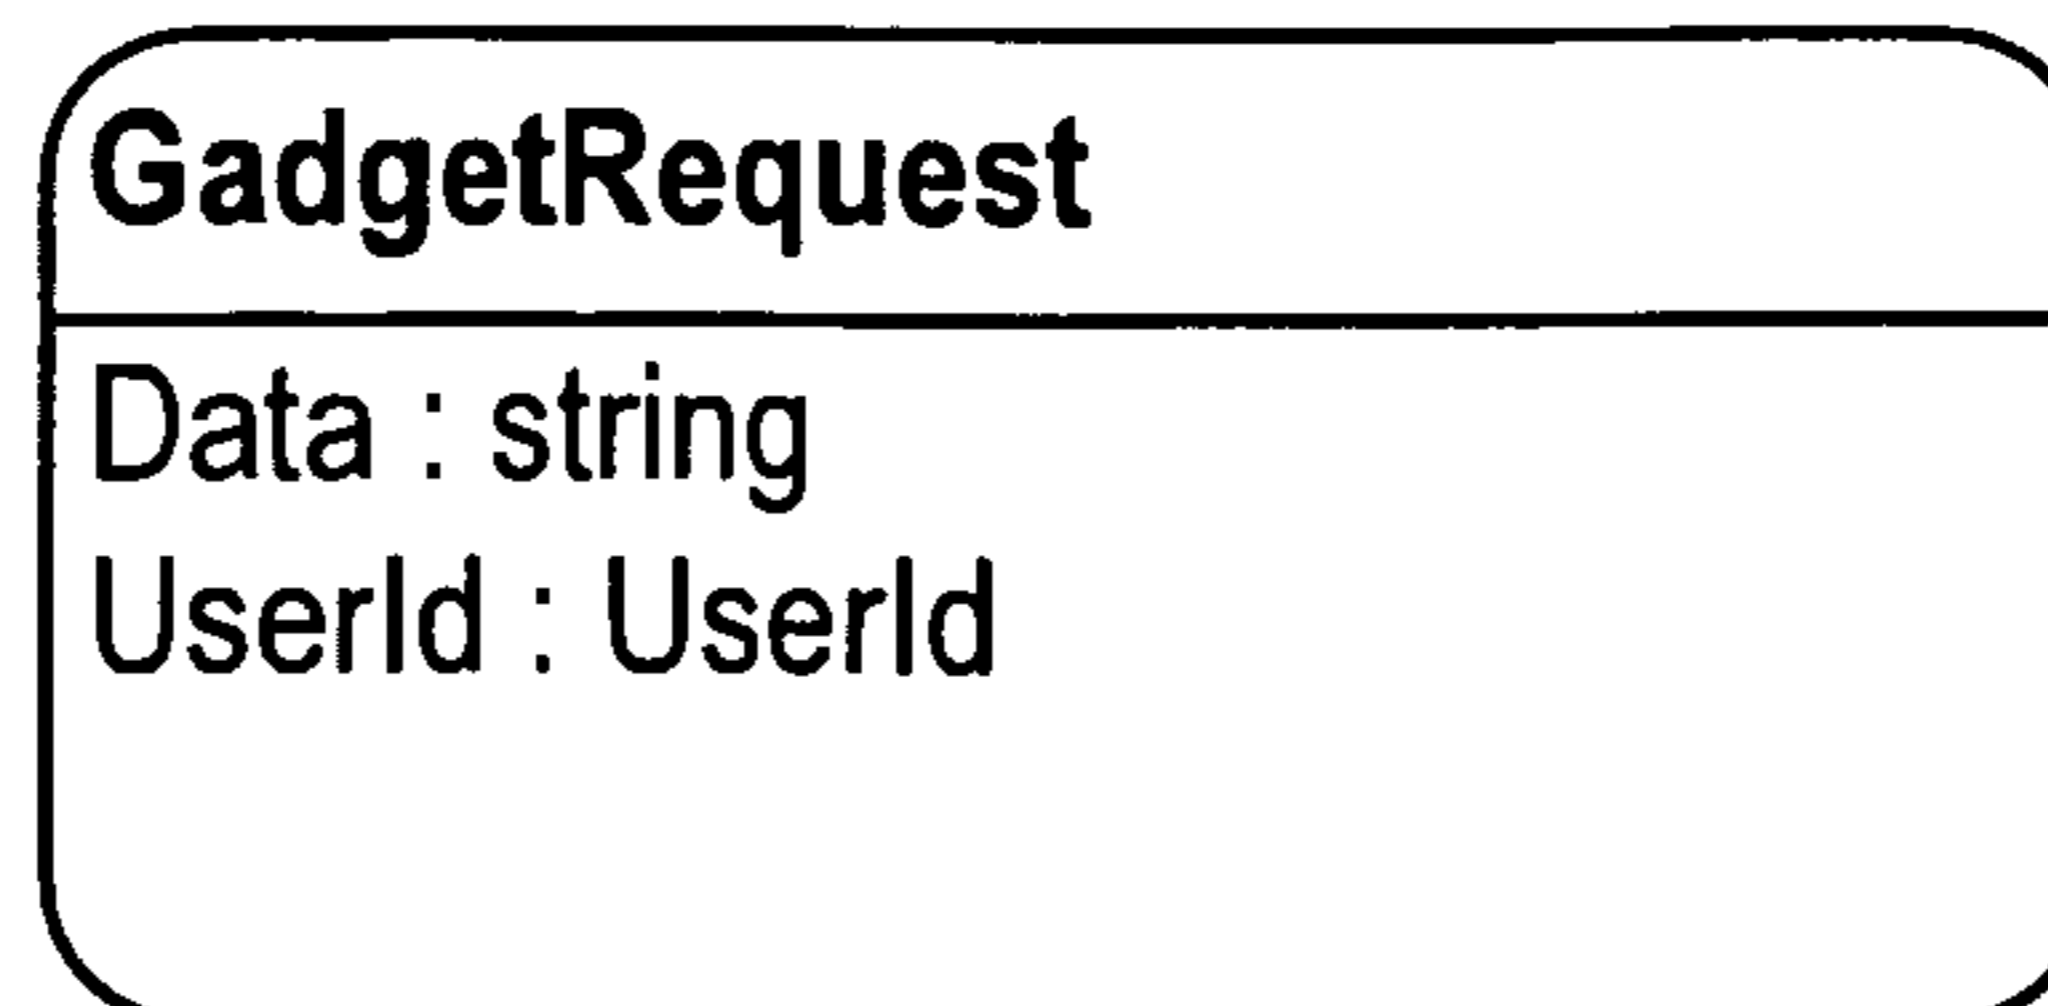 GadgetRequest
Data : string
UserId : UserId